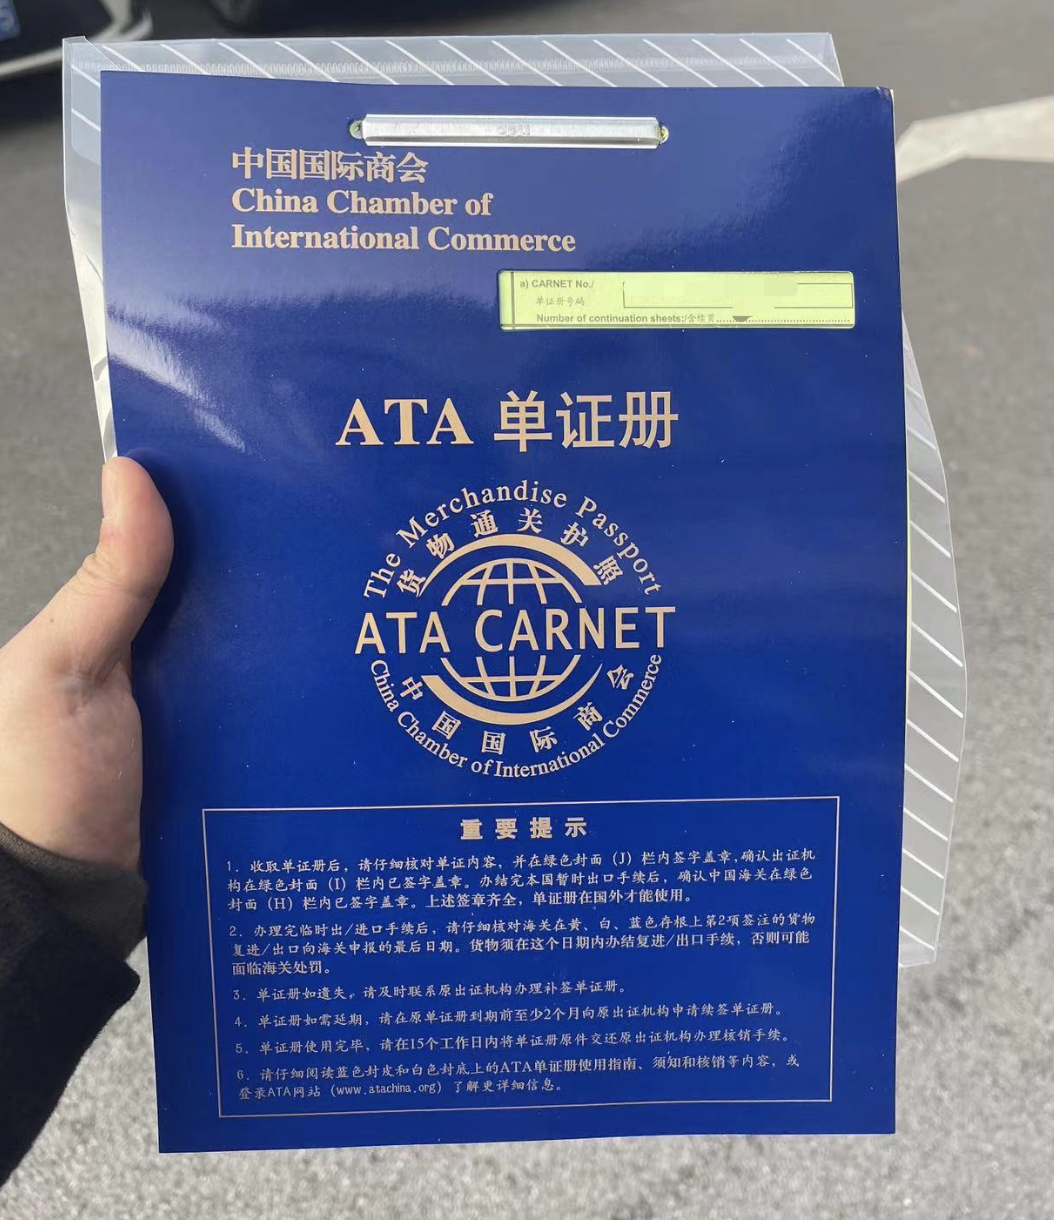 中国国际商会
China Chamber of
International Commerce
a) CARNET No./
单证册号码
Number of continuation sheets:/含续页
ATA 单证册
The Merchandise Passport
货物通关护照
ATA CARNET
中国国际商会
China Chamber of International Commerce
重要提示
1. 收取单证册后，请仔细核对单证内容，并在绿色封面（J）栏内签字盖章，确认出证机
构在绿色封面（I）栏内已签字盖章。办结完本国暂时出口手续后，确认中国海关在绿色
封面（H）栏内已签字盖章。上述签章齐全，单证册在国外才能使用。
2. 办理完临时出/进口手续后，请仔细核对海关在黄、白、蓝色存根上第2项签注的货物
复进/出口向海关申报的最后日期。货物须在这个日期内办结复进/出口手续，否则可能
面临海关处罚。
3. 单证册如遗失，请及时联系原出证机构办理补签单证册。
4. 单证册如需延期，请在原单证册到期前至少2个月向原出证机构申请续签单证册。
5. 单证册使用完毕，请在15个工作日内将单证册原件交还原出证机构办理核销手续。
6. 请仔细阅读蓝色封皮和白色封底上的ATA单证册使用指南、须知和核销等内容，或
登录ATA网站（www.atachina.org）了解更详细信息。